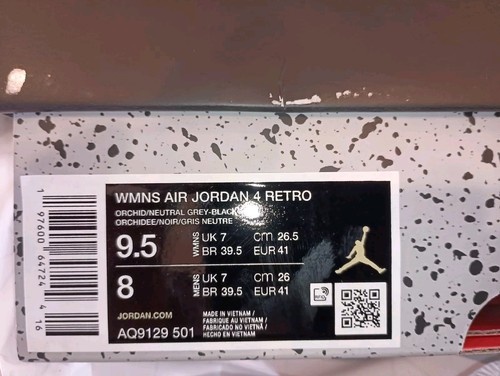 WMNS AIR JORDAN 4 RETRO
ORCHID/NEUTRAL GREY-BLACK
ORCHIDEE/NOIR/GRIS NEUTRE
9.5 WMNS UK 7 CM 26.5
BR 39.5 EUR 41
8 MENS UK 7 CM 26
BR 39.5 EUR 41
JORDAN.COM
AQ9129 501
MADE IN VIETNAM /
FABRIQUE AU VIETNAM /
FABRICADO NO VIETNÃ /
HECHO EN VIETNAM
NFC
1 97600 64724 4 16